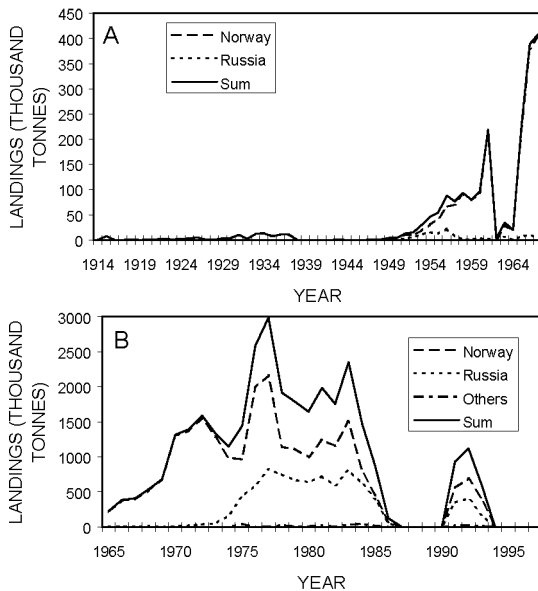 A
LANDINGS (THOUSAND
TONNES)
450
400
350
300
250
200
150
100
50
0
Norway
Russia
Sum
1914 1919 1924 1929 1934 1939 1944 1949 1954 1959 1964
YEAR
B
LANDINGS (THOUSAND
TONNES)
3000
2500
2000
1500
1000
500
0
Norway
Russia
Others
Sum
1965 1970 1975 1980 1985 1990 1995
YEAR